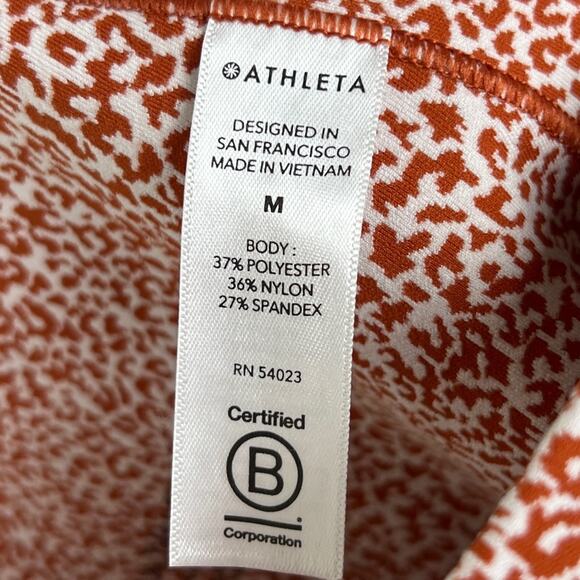 ATHLETA
DESIGNED IN
SAN FRANCISCO
MADE IN VIETNAM
M
BODY :
37% POLYESTER
36% NYLON
27% SPANDEX
RN 54023
Certified
B
Corporation